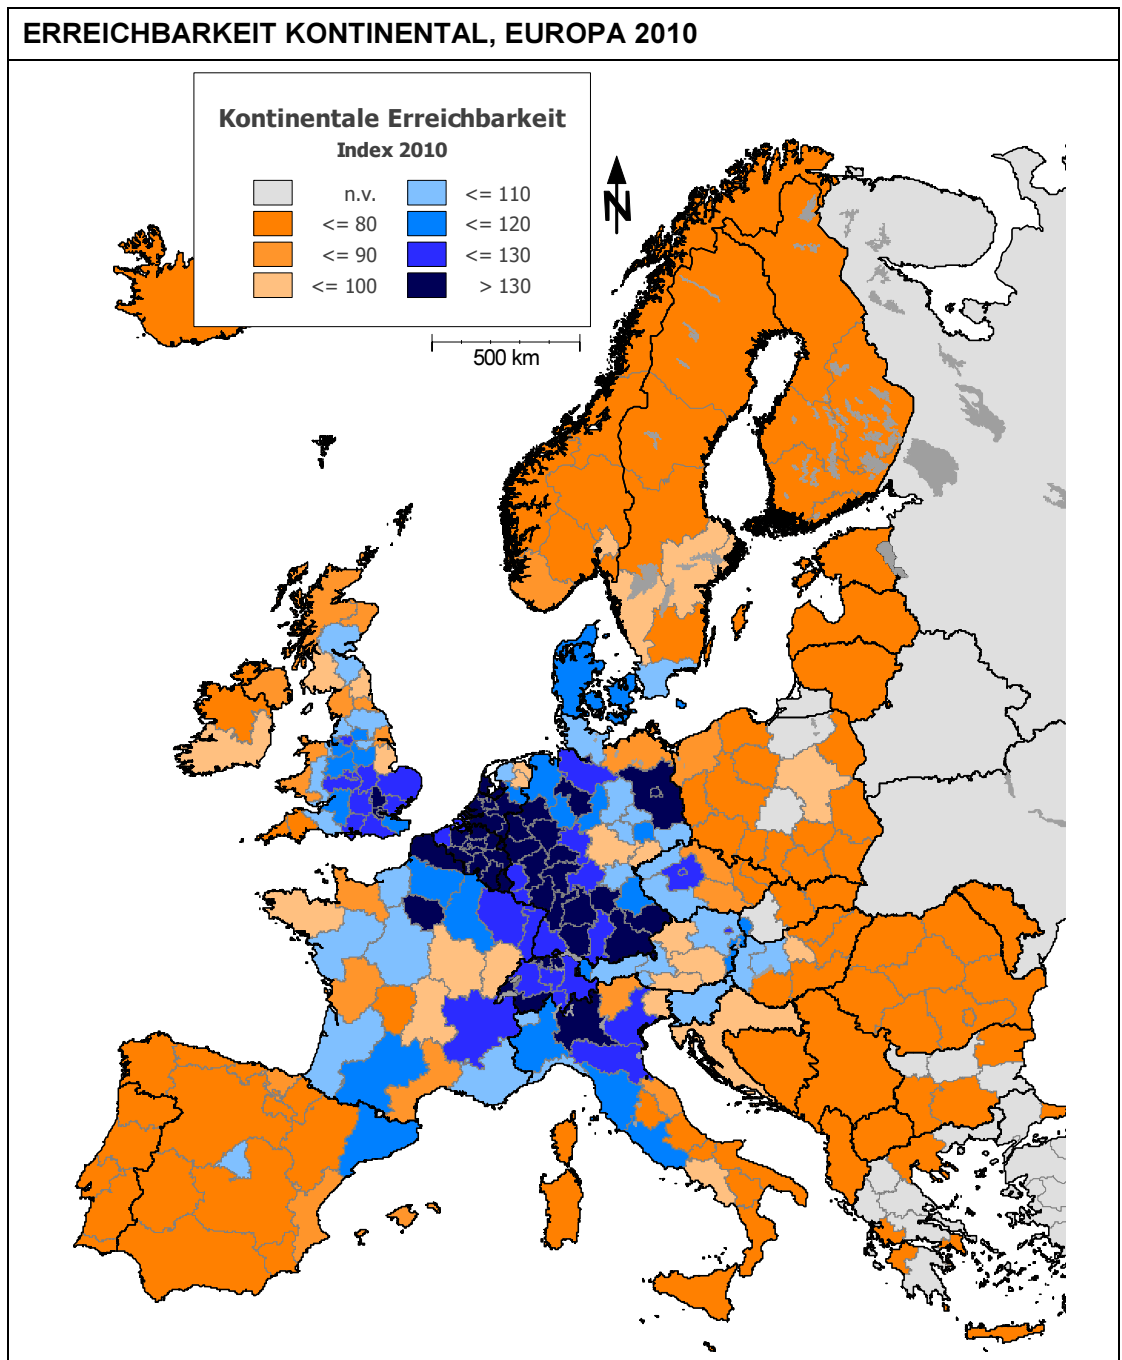 ERREICHBARKEIT KONTINENTAL, EUROPA 2010
Kontinentale Erreichbarkeit
Index 2010
n.v.
<= 80
<= 90
<= 100
<= 110
<= 120
<= 130
> 130
N
500 km